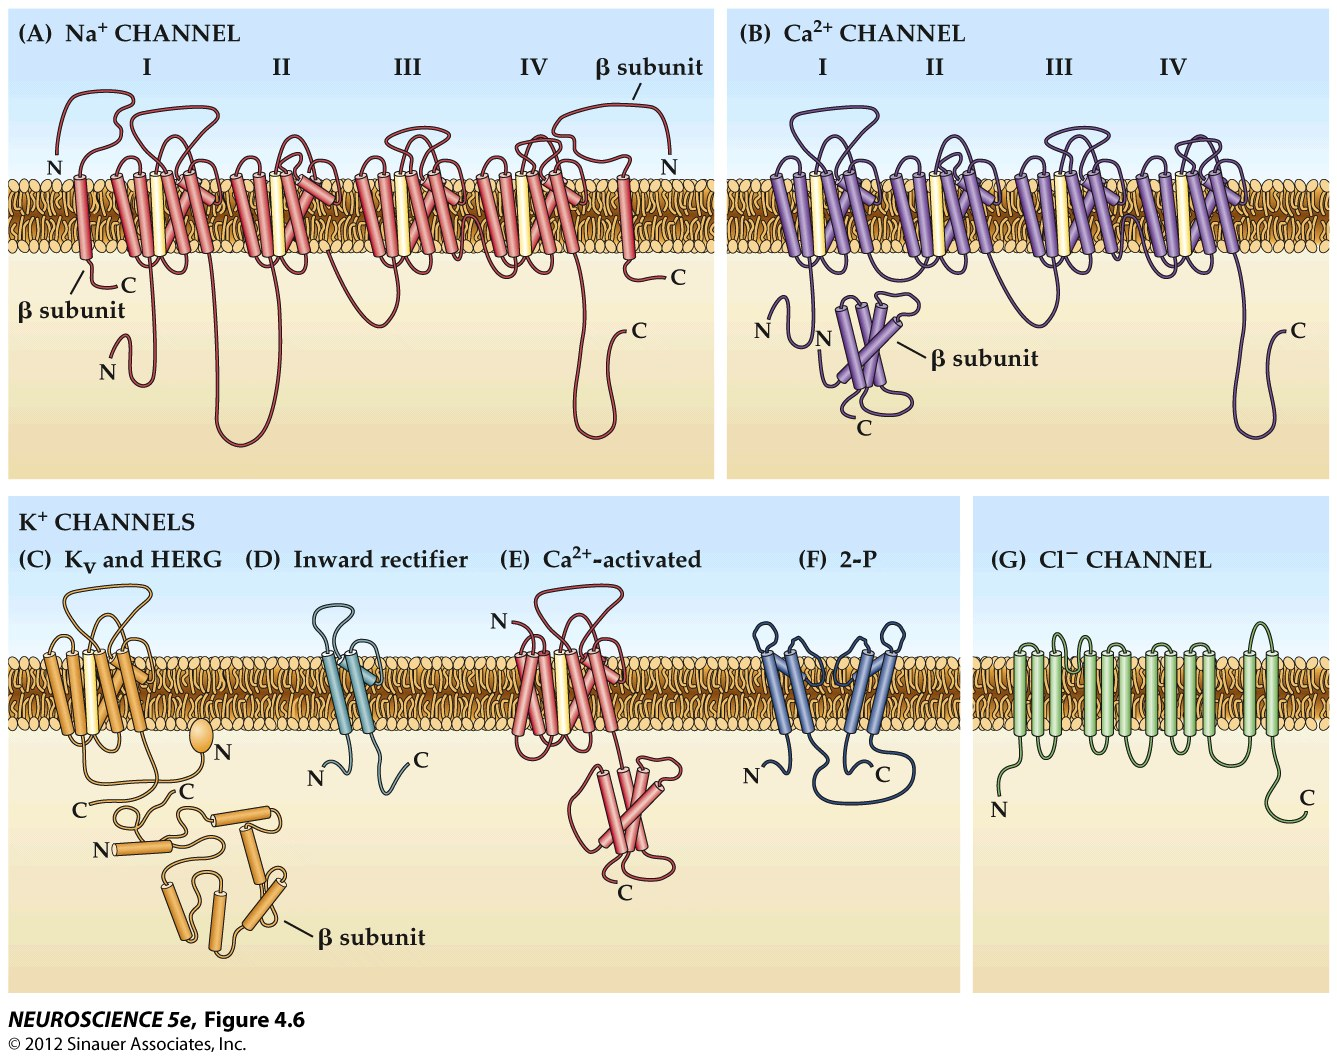 (A) Na⁺ CHANNEL
I II III IV β subunit
N N
C C
β subunit
N C
(B) Ca²⁺ CHANNEL
I II III IV
N N C
β subunit
C
K⁺ CHANNELS
(C) Kᵥ and HERG (D) Inward rectifier (E) Ca²⁺-activated (F) 2-P
N
N
N C N C
C C
N
C
β subunit
(G) Cl⁻ CHANNEL
N C
NEUROSCIENCE 5e, Figure 4.6
© 2012 Sinauer Associates, Inc.